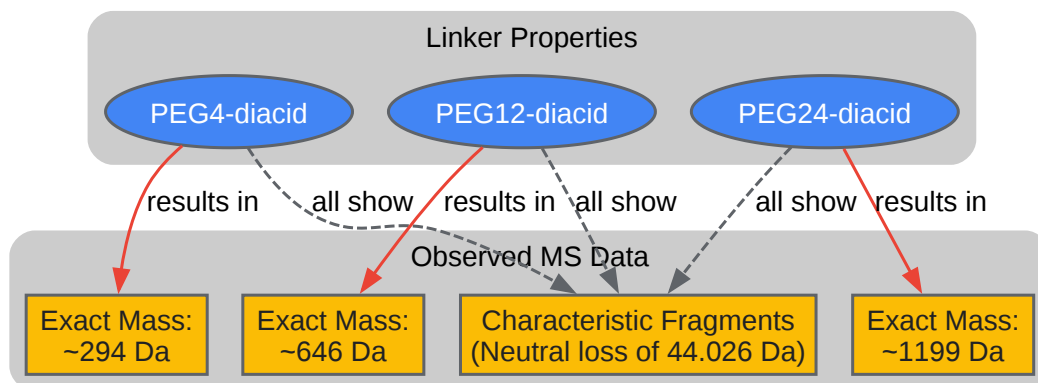 Linker Properties
PEG4-diacid
PEG12-diacid
PEG24-diacid
results in
all show
results in
all show
all show
results in
Observed MS Data
Exact Mass:
~294 Da
Exact Mass:
~646 Da
Characteristic Fragments
(Neutral loss of 44.026 Da)
Exact Mass:
~1199 Da